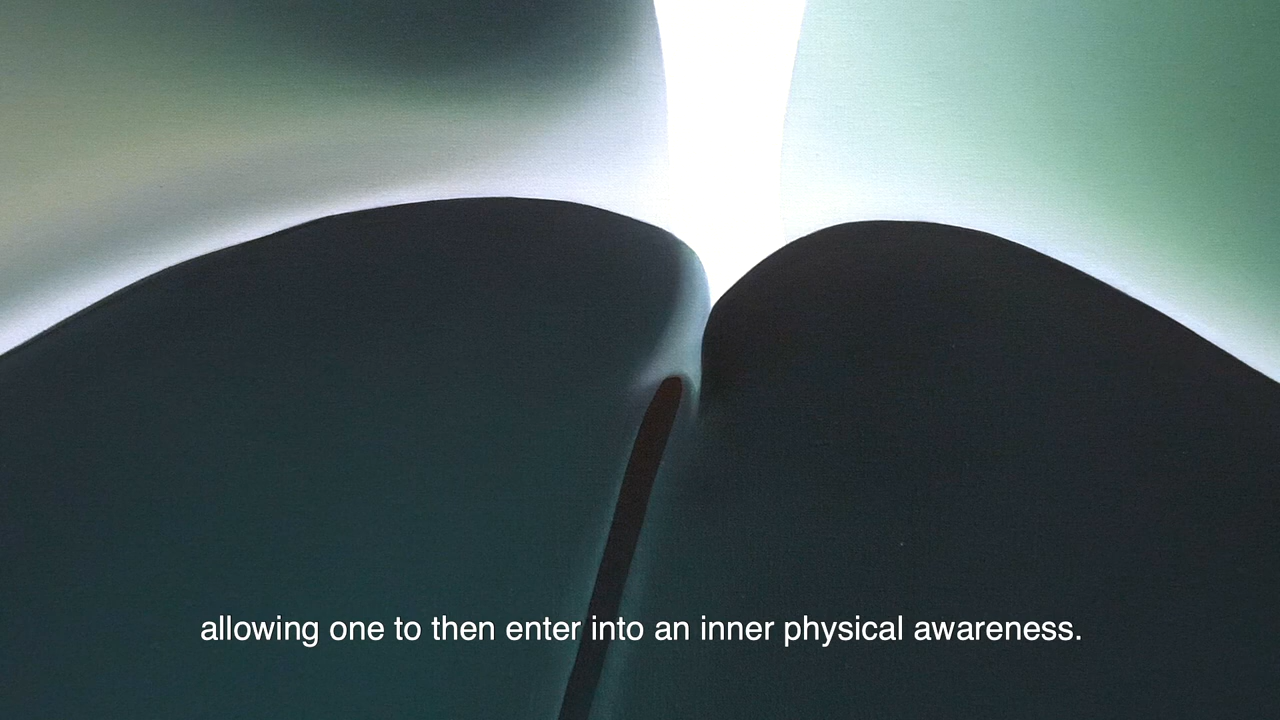 allowing one to then enter into an inner physical awareness.